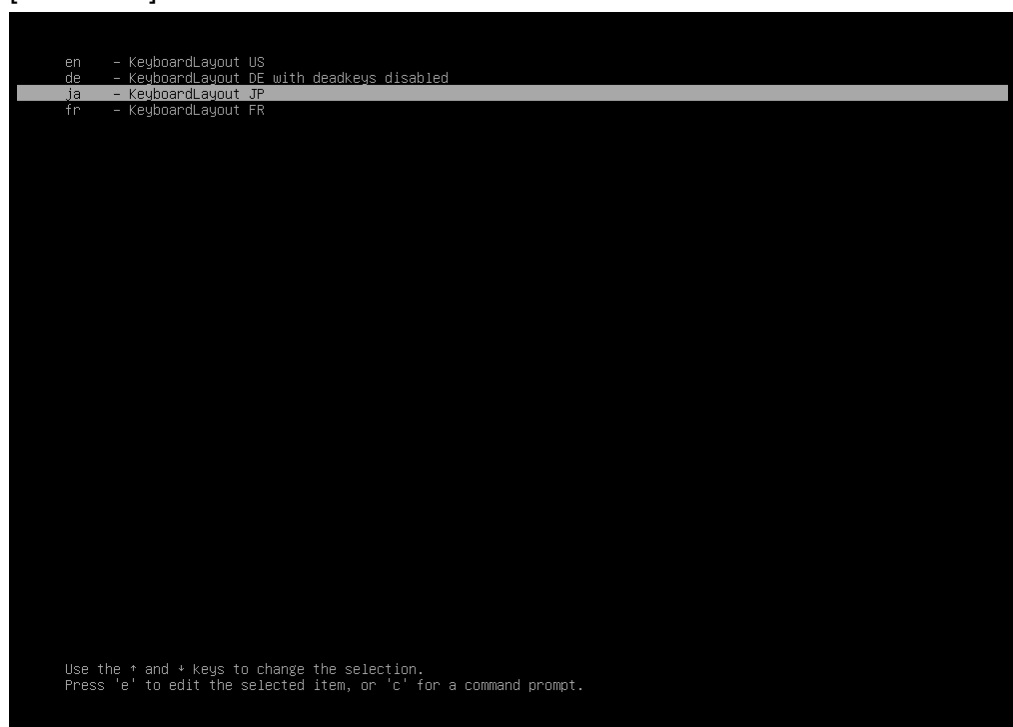 en - KeyboardLayout US
de - KeyboardLayout DE with deadkeys disabled
ja - KeyboardLayout JP
fr - KeyboardLayout FR
Use the ↑ and ↓ keys to change the selection.
Press 'e' to edit the selected item, or 'c' for a command prompt.